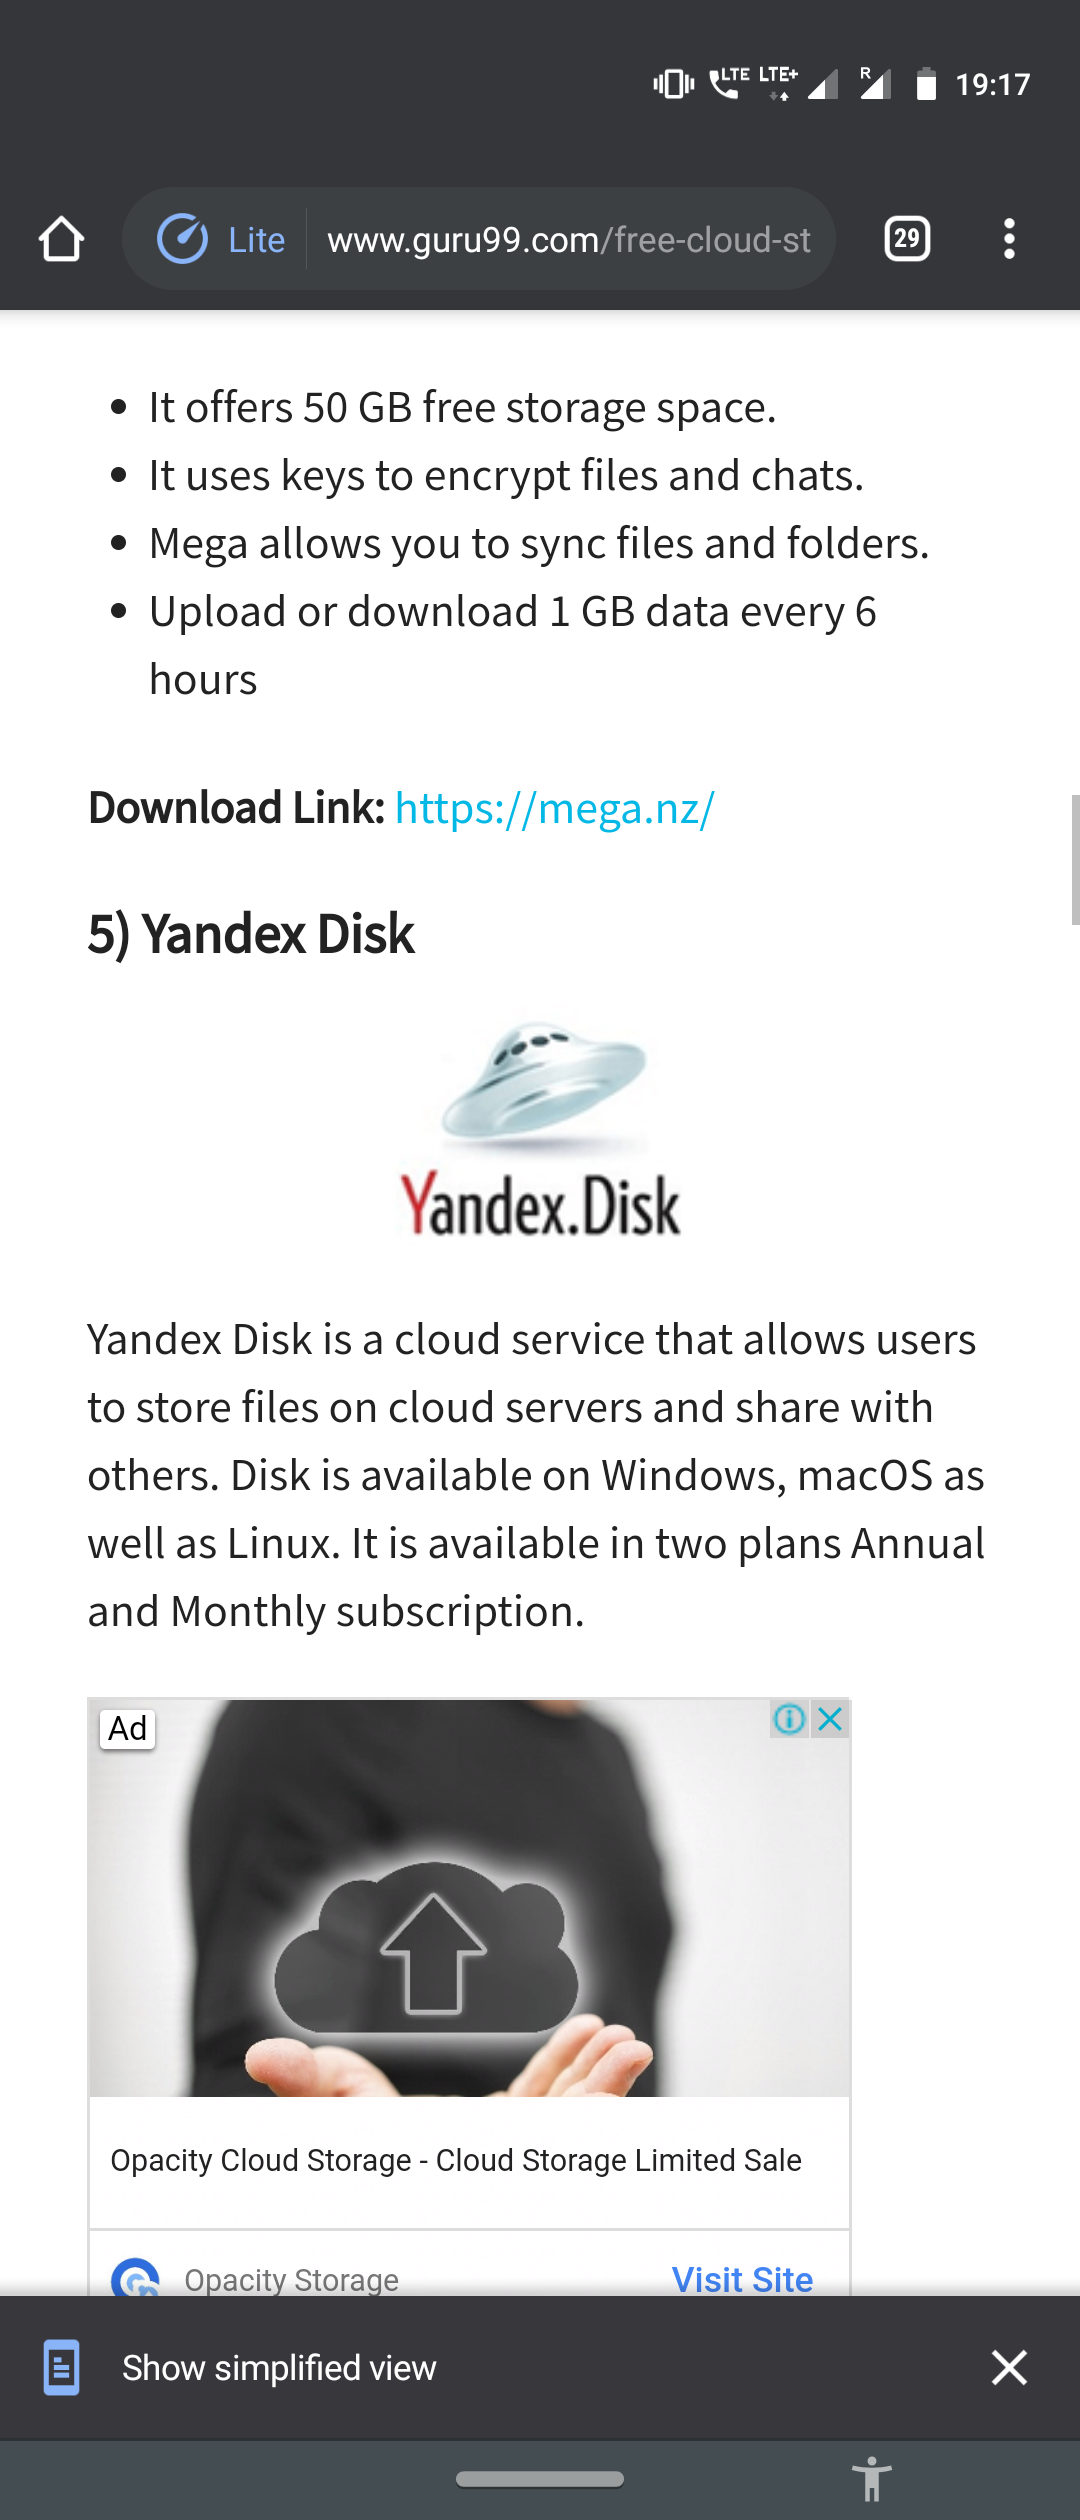 LTE LTE+ R 19:17
Lite www.guru99.com/free-cloud-st 29
• It offers 50 GB free storage space.
• It uses keys to encrypt files and chats.
• Mega allows you to sync files and folders.
• Upload or download 1 GB data every 6
hours
Download Link: https://mega.nz/
5) Yandex Disk
Yandex.Disk
Yandex Disk is a cloud service that allows users
to store files on cloud servers and share with
others. Disk is available on Windows, macOS as
well as Linux. It is available in two plans Annual
and Monthly subscription.
Ad
Opacity Cloud Storage - Cloud Storage Limited Sale
Opacity Storage Visit Site
Show simplified view